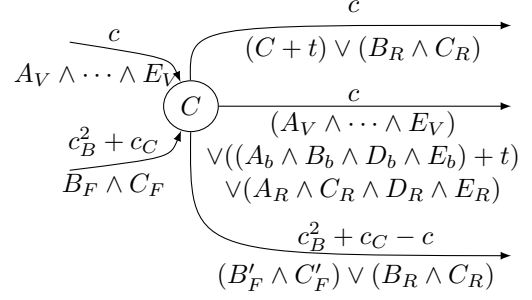 c
A_V ∧ ⋯ ∧ E_V
c_B^2 + c_C
B_F ∧ C_F
C
c
(C + t) ∨ (B_R ∧ C_R)
c
(A_V ∧ ⋯ ∧ E_V)
∨((A_b ∧ B_b ∧ D_b ∧ E_b) + t)
∨(A_R ∧ C_R ∧ D_R ∧ E_R)
c_B^2 + c_C − c
(B'_F ∧ C'_F) ∨ (B_R ∧ C_R)